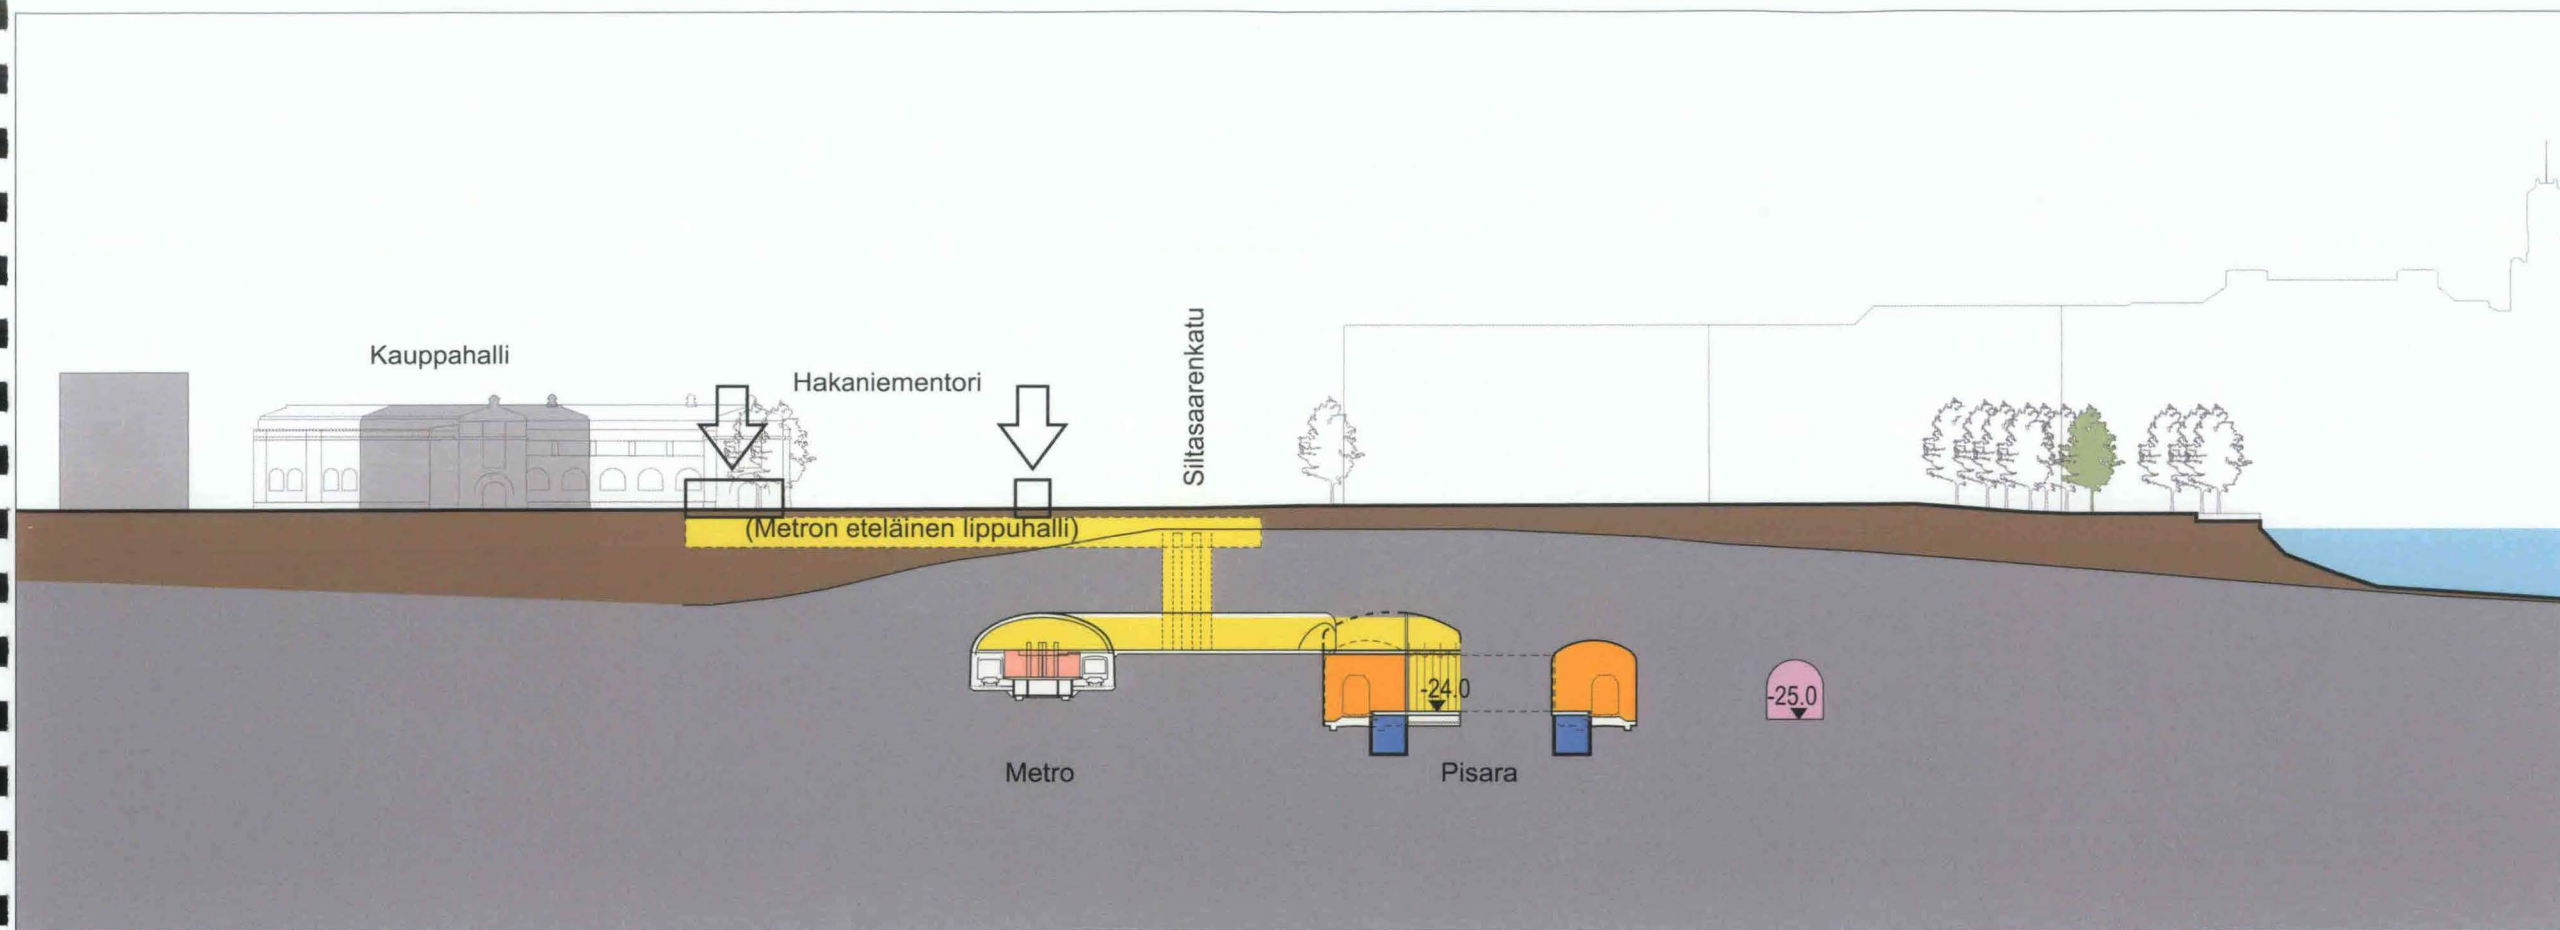 Kauppahalli
Hakaniementori
Siltasaarenkatu
(Metron eteläinen lippuhalli)
-24.0
-25.0
Metro
Pisara